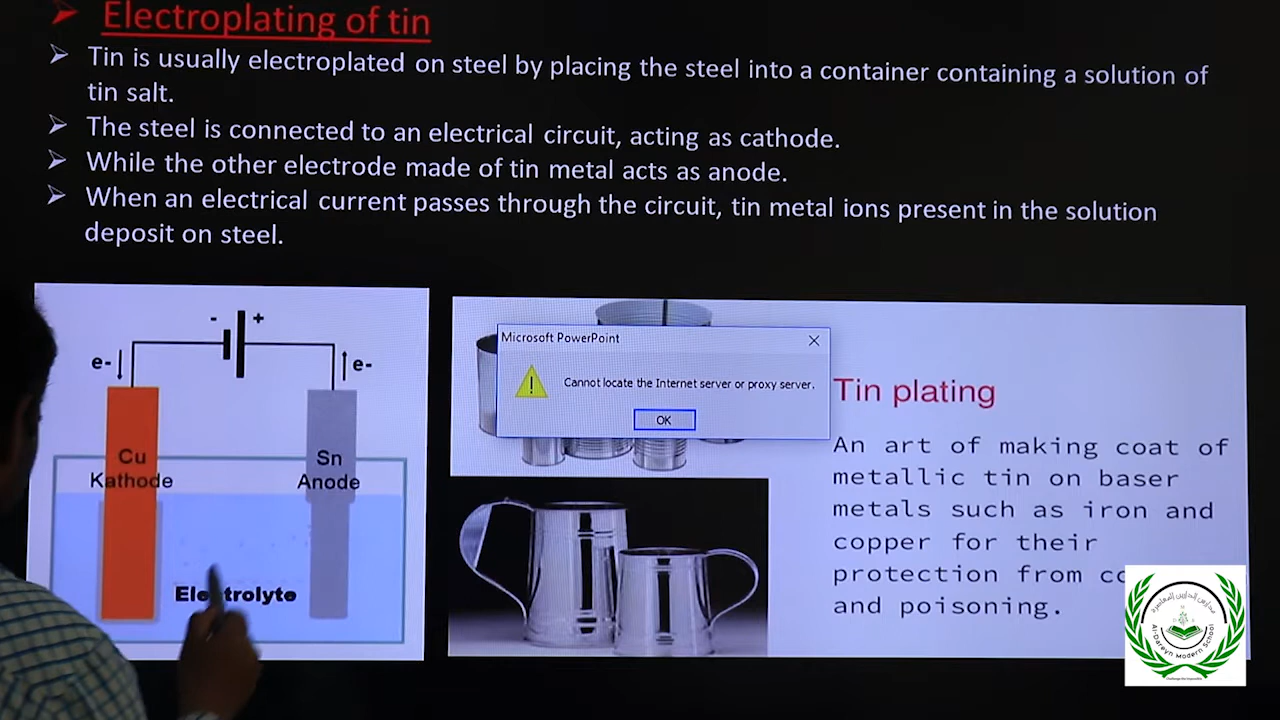 Electroplating of tin
Tin is usually electroplated on steel by placing the steel into a container containing a solution of
tin salt.
The steel is connected to an electrical circuit, acting as cathode.
While the other electrode made of tin metal acts as anode.
When an electrical current passes through the circuit, tin metal ions present in the solution
deposit on steel.
- +
e- e-
Cu Sn
Kathode Anode
Electrolyte
Microsoft PowerPoint
Cannot locate the Internet server or proxy server.
OK
Tin plating
An art of making coat of
metallic tin on baser
metals such as iron and
copper for their
protection from
and poisoning.
Al-Dareyn Modern School